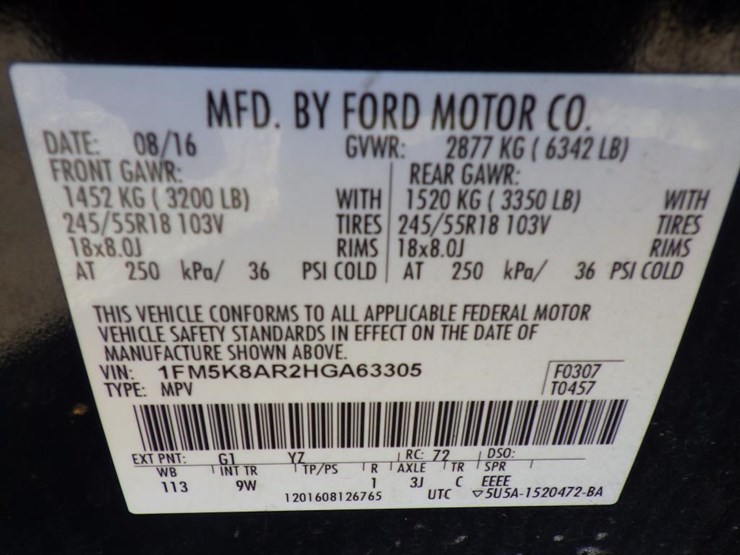 MFD. BY FORD MOTOR CO.
DATE: 08/16 GVWR: 2877 KG ( 6342 LB)
FRONT GAWR: REAR GAWR:
1452 KG ( 3200 LB) WITH 1520 KG ( 3350 LB) WITH
245/55R18 103V TIRES 245/55R18 103V TIRES
18x8.0J RIMS 18x8.0J RIMS
AT 250 kPa/ 36 PSI COLD AT 250 kPa/ 36 PSI COLD
THIS VEHICLE CONFORMS TO ALL APPLICABLE FEDERAL MOTOR
VEHICLE SAFETY STANDARDS IN EFFECT ON THE DATE OF
MANUFACTURE SHOWN ABOVE.
VIN: 1FM5K8AR2HGA63305 F0307
TYPE: MPV T0457
EXT PNT: G1 YZ RC: 72 DSO:
WB INT TR TP/PS R AXLE TR SPR
113 9W 1 3J C EEEE
1201608126765 UTC ▽5U5A-1520472-BA